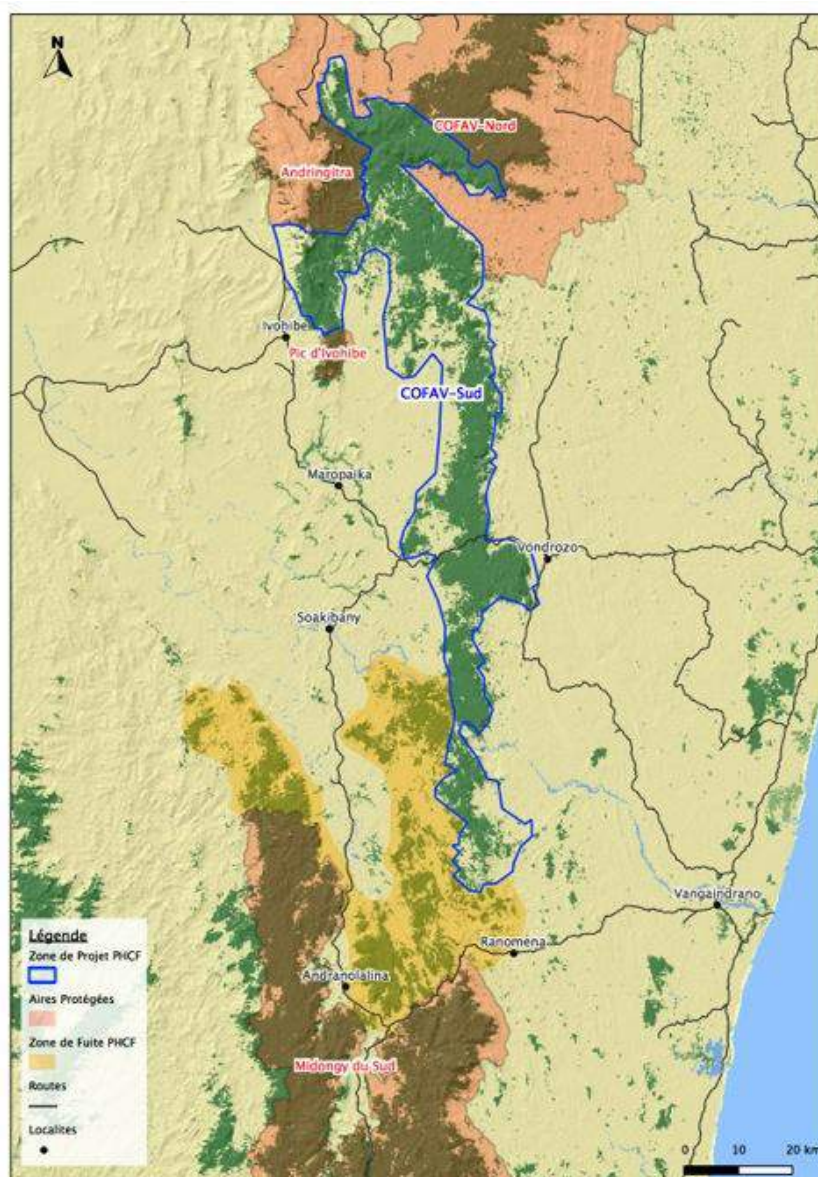 N
COFAV-Nord
Andringitra
Ivohibe
Pic d'Ivohibe
COFAV-Sud
Maropaika
Vondrozo
Soakibany
Vangaindrano
Ranomena
Andranolalina
Midongy du Sud
Légende
Zone de Projet PHCF
Aires Protégées
Zone de Fuite PHCF
Routes
Localites
0 10 20 km